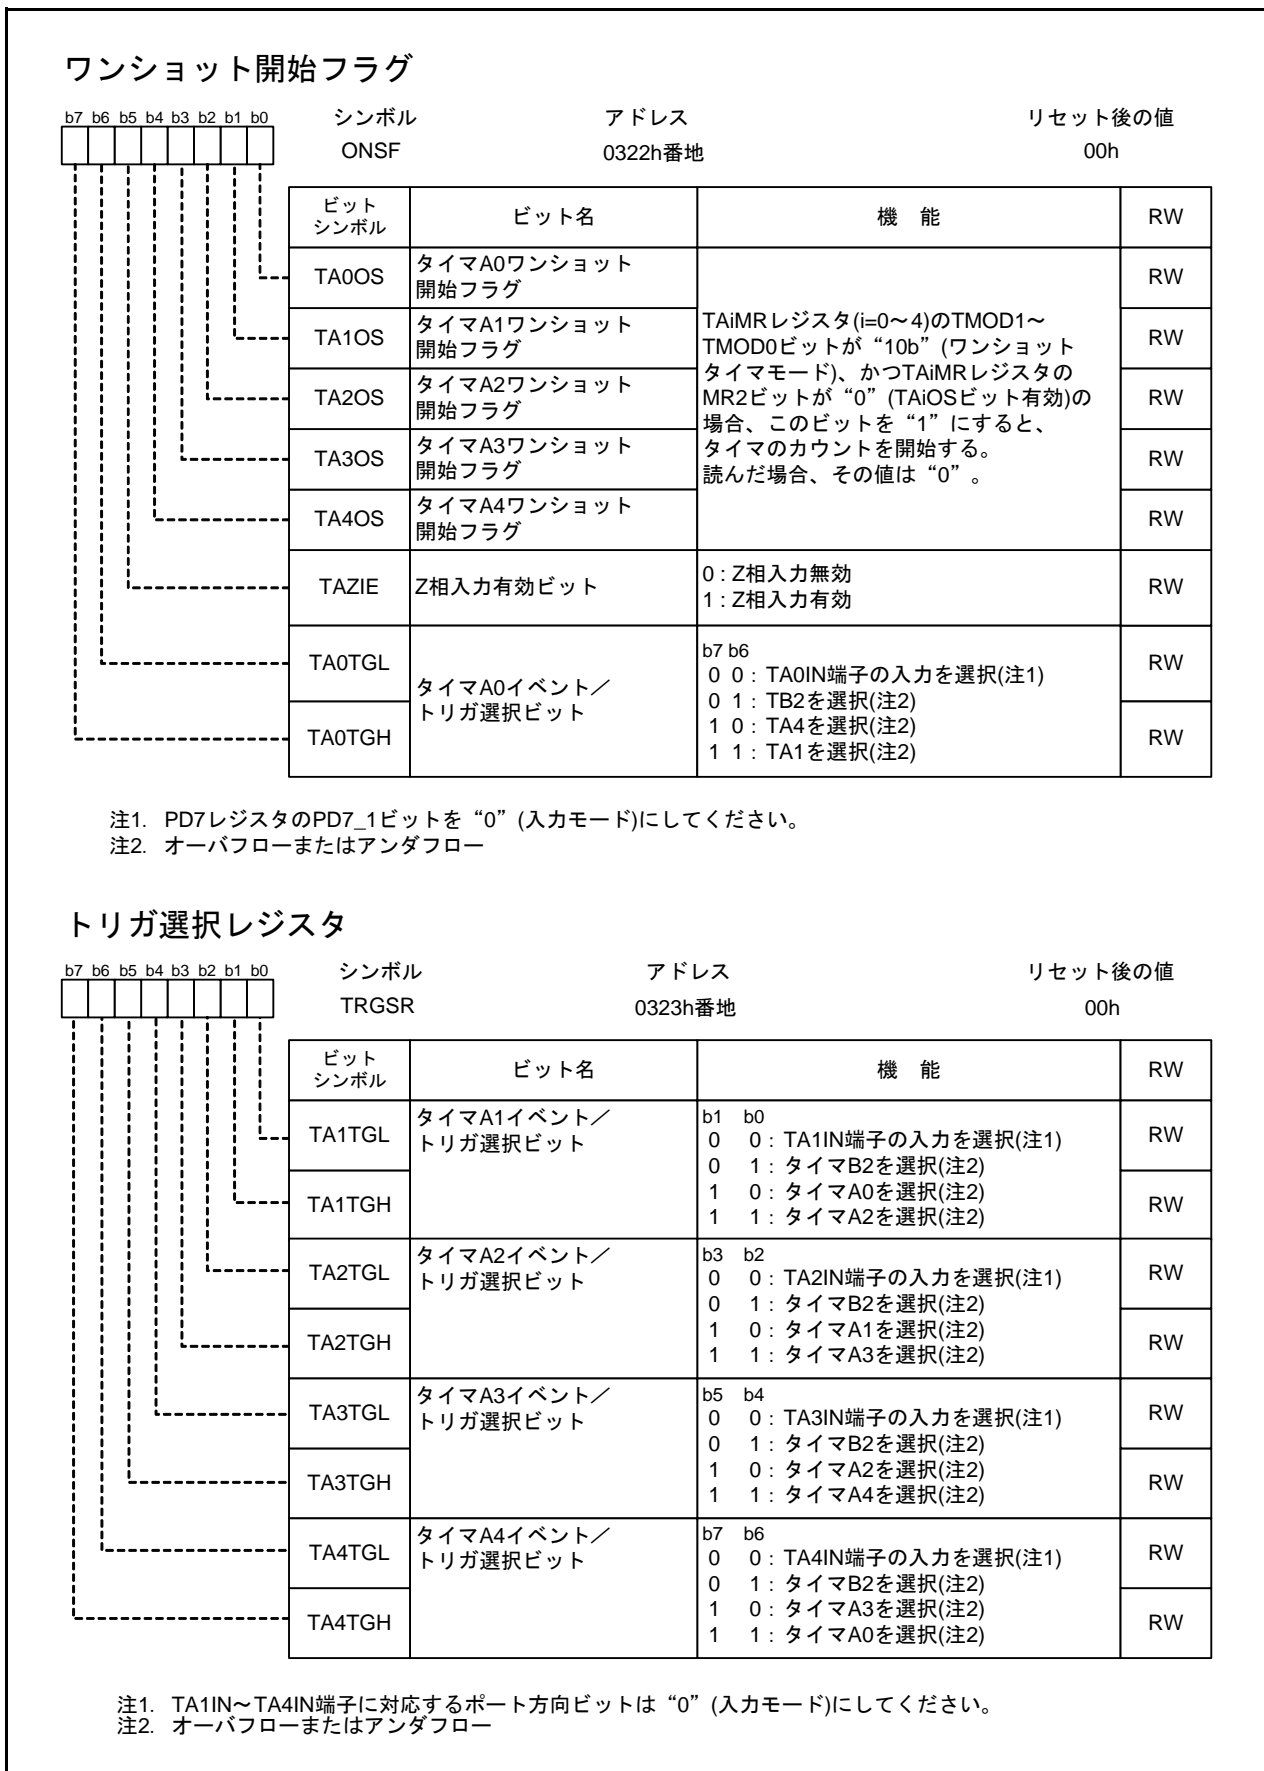 ワンショット開始フラグ
b7 b6 b5 b4 b3 b2 b1 b0
シンボル アドレス リセット後の値
ONSF 0322h番地 00h
ビット
シンボル
ビット名
機 能
RW
TA0OS
タイマA0ワンショット
開始フラグ
RW
TA1OS
タイマA1ワンショット
開始フラグ
RW
TA2OS
タイマA2ワンショット
開始フラグ
RW
TA3OS
タイマA3ワンショット
開始フラグ
RW
TA4OS
タイマA4ワンショット
開始フラグ
RW
TAiMRレジスタ(i=0～4)のTMOD1～
TMOD0ビットが“10b”(ワンショット
タイマモード)、かつTAiMRレジスタの
MR2ビットが“0”(TAiOSビット有効)の
場合、このビットを“1”にすると、
タイマのカウントを開始する。
読んだ場合、その値は“0”。
TAZIE
Z相入力有効ビット
0 : Z相入力無効
1 : Z相入力有効
RW
TA0TGL
RW
TA0TGH
RW
タイマA0イベント／
トリガ選択ビット
b7 b6
0 0 : TA0IN端子の入力を選択(注1)
0 1 : TB2を選択(注2)
1 0 : TA4を選択(注2)
1 1 : TA1を選択(注2)
注1. PD7レジスタのPD7_1ビットを“0”(入力モード)にしてください。
注2. オーバフローまたはアンダフロー
トリガ選択レジスタ
b7 b6 b5 b4 b3 b2 b1 b0
シンボル アドレス リセット後の値
TRGSR 0323h番地 00h
ビット
シンボル
ビット名
機 能
RW
TA1TGL
RW
TA1TGH
RW
タイマA1イベント／
トリガ選択ビット
b1 b0
0 0 : TA1IN端子の入力を選択(注1)
0 1 : タイマB2を選択(注2)
1 0 : タイマA0を選択(注2)
1 1 : タイマA2を選択(注2)
TA2TGL
RW
TA2TGH
RW
タイマA2イベント／
トリガ選択ビット
b3 b2
0 0 : TA2IN端子の入力を選択(注1)
0 1 : タイマB2を選択(注2)
1 0 : タイマA1を選択(注2)
1 1 : タイマA3を選択(注2)
TA3TGL
RW
TA3TGH
RW
タイマA3イベント／
トリガ選択ビット
b5 b4
0 0 : TA3IN端子の入力を選択(注1)
0 1 : タイマB2を選択(注2)
1 0 : タイマA2を選択(注2)
1 1 : タイマA4を選択(注2)
TA4TGL
RW
TA4TGH
RW
タイマA4イベント／
トリガ選択ビット
b7 b6
0 0 : TA4IN端子の入力を選択(注1)
0 1 : タイマB2を選択(注2)
1 0 : タイマA3を選択(注2)
1 1 : タイマA0を選択(注2)
注1. TA1IN～TA4IN端子に対応するポート方向ビットは“0”(入力モード)にしてください。
注2. オーバフローまたはアンダフロー